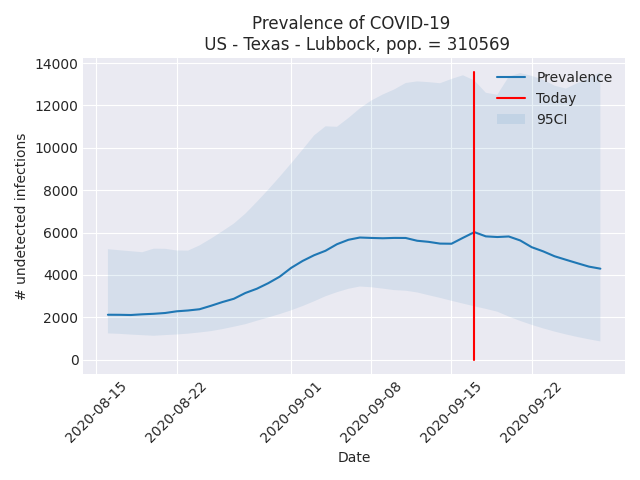 Prevalence of COVID-19
US - Texas - Lubbock, pop. = 310569
14000
12000
10000
8000
6000
4000
2000
0
# undetected infections
Prevalence
Today
95CI
2020-08-15
2020-08-22
2020-09-01
2020-09-08
2020-09-15
2020-09-22
Date